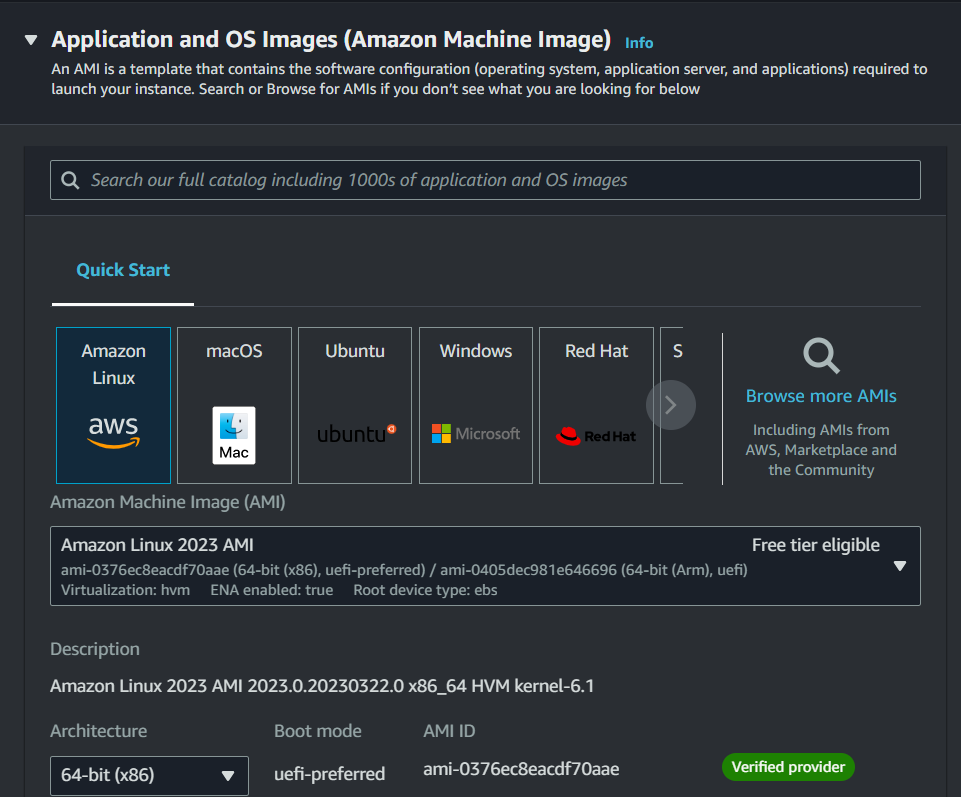 Application and OS Images (Amazon Machine Image) Info
An AMI is a template that contains the software configuration (operating system, application server, and applications) required to
launch your instance. Search or Browse for AMIs if you don't see what you are looking for below
Search our full catalog including 1000s of application and OS images
Quick Start
Amazon
Linux
aws
macOS
Mac
Ubuntu
ubuntu
Windows
Microsoft
Red Hat
Red Hat
S
Browse more AMIs
Including AMIs from
AWS, Marketplace and
the Community
Amazon Machine Image (AMI)
Amazon Linux 2023 AMI
Free tier eligible
ami-0376ec8eacdf70aae (64-bit (x86), uefi-preferred) / ami-0405dec981e646696 (64-bit (Arm), uefi)
Virtualization: hvm ENA enabled: true Root device type: ebs
Description
Amazon Linux 2023 AMI 2023.0.20230322.0 x86_64 HVM kernel-6.1
Architecture Boot mode AMI ID
64-bit (x86) uefi-preferred ami-0376ec8eacdf70aae Verified provider